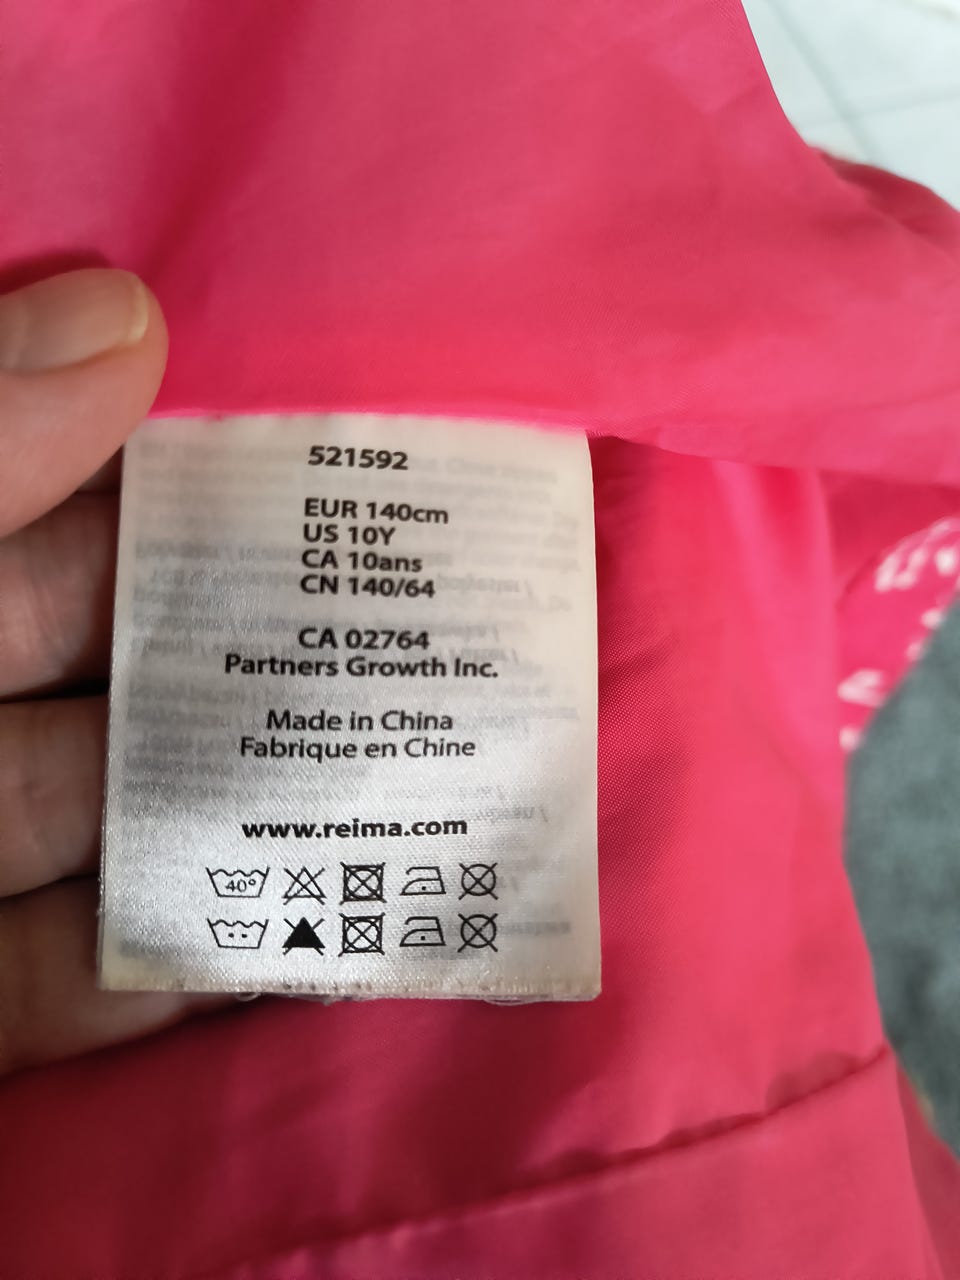 521592
EUR 140cm
US 10Y
CA 10ans
CN 140/64
CA 02764
Partners Growth Inc.
Made in China
Fabrique en Chine
www.reima.com
40°